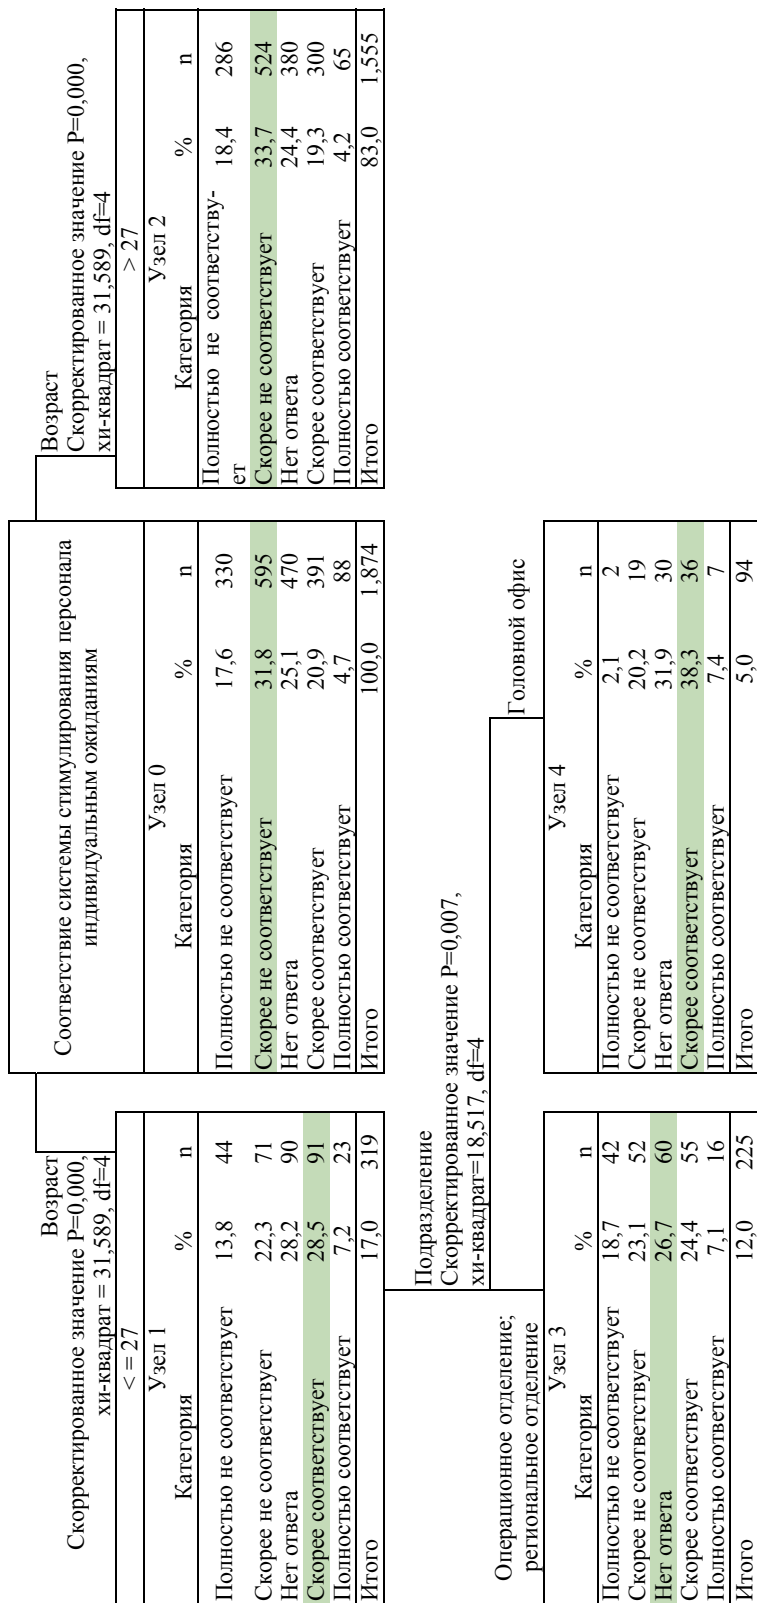 Соответствие системы стимулирования персонала
индивидуальным ожиданиям
Узел 0
Категория % n
Полностью не соответствует 17,6 330
Скорее не соответствует 31,8 595
Нет ответа 25,1 470
Скорее соответствует 20,9 391
Полностью соответствует 4,7 88
Итого 100,0 1,874
Возраст
Скорректированное значение P=0,000,
хи-квадрат = 31,589, df=4
< = 27
Узел 1
Категория % n
Полностью не соответствует 13,8 44
Скорее не соответствует 22,3 71
Нет ответа 28,2 90
Скорее соответствует 28,5 91
Полностью соответствует 7,2 23
Итого 17,0 319
Возраст
Скорректированное значение P=0,000,
хи-квадрат = 31,589, df=4
> 27
Узел 2
Категория % n
Полностью не соответству-
ет 18,4 286
Скорее не соответствует 33,7 524
Нет ответа 24,4 380
Скорее соответствует 19,3 300
Полностью соответствует 4,2 65
Итого 83,0 1,555
Подразделение
Скорректированное значение P=0,007,
хи-квадрат=18,517, df=4
Операционное отделение;
региональное отделение
Узел 3
Категория % n
Полностью не соответствует 18,7 42
Скорее не соответствует 23,1 52
Нет ответа 26,7 60
Скорее соответствует 24,4 55
Полностью соответствует 7,1 16
Итого 12,0 225
Головной офис
Узел 4
Категория % n
Полностью не соответствует 2,1 2
Скорее не соответствует 20,2 19
Нет ответа 31,9 30
Скорее соответствует 38,3 36
Полностью соответствует 7,4 7
Итого 5,0 94